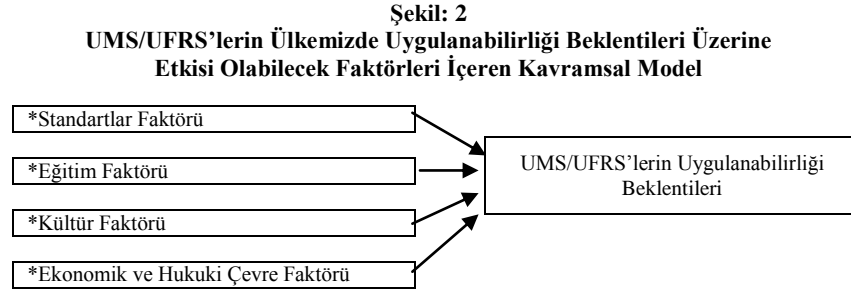 Şekil: 2
UMS/UFRS’lerin Ülkemizde Uygulanabilirliği Beklentileri Üzerine
Etkisi Olabilecek Faktörleri İçeren Kavramsal Model
*Standartlar Faktörü
*Eğitim Faktörü
*Kültür Faktörü
*Ekonomik ve Hukuki Çevre Faktörü
UMS/UFRS’lerin Uygulanabilirliği
Beklentileri